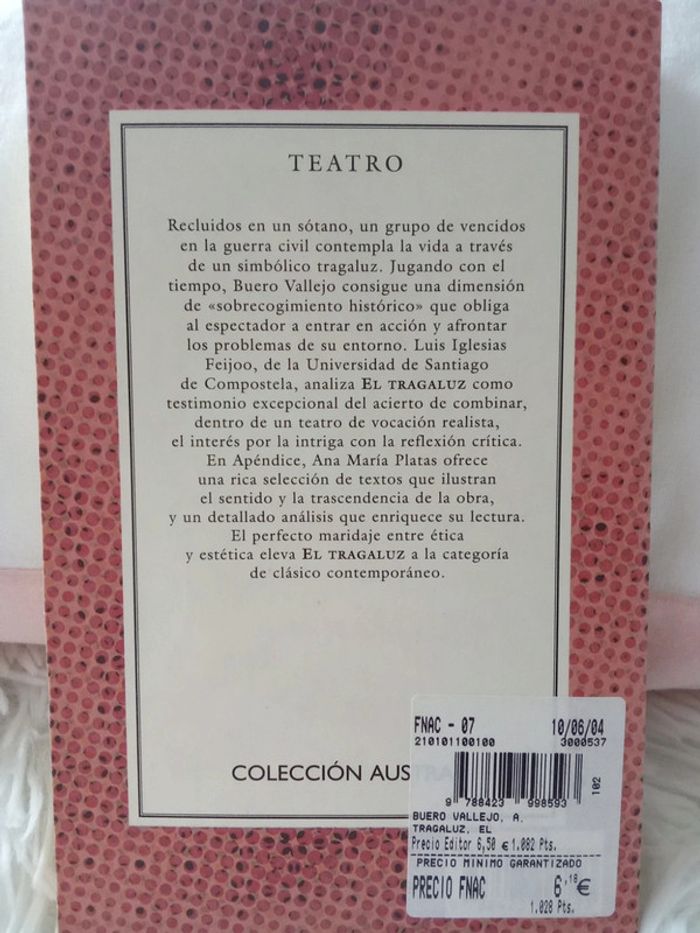 TEATRO
Recluidos en un sótano, un grupo de vencidos
en la guerra civil contempla la vida a través
de un simbólico tragaluz. Jugando con el
tiempo, Buero Vallejo consigue una dimensión
de «sobrecogimiento histórico» que obliga
al espectador a entrar en acción y afrontar
los problemas de su entorno. Luis Iglesias
Feijoo, de la Universidad de Santiago
de Compostela, analiza EL TRAGALUZ como
testimonio excepcional del acierto de combinar,
dentro de un teatro de vocación realista,
el interés por la intriga con la reflexión crítica.
En Apéndice, Ana María Platas ofrece
una rica selección de textos que ilustran
el sentido y la trascendencia de la obra,
y un detallado análisis que enriquece su lectura.
El perfecto maridaje entre ética
y estética eleva EL TRAGALUZ a la categoría
de clásico contemporáneo.
COLECCIÓN AUSTRA
FNAC - 07 10/06/04
210101100100 3000537
102
9 788423 998593
BUERO VALLEJO, A.
TRAGALUZ, EL
Precio Editor 6,50 € 1.082 Pts.
PRECIO MINIMO GARANTIZADO
PRECIO FNAC 6,18€
1.028 Pts.